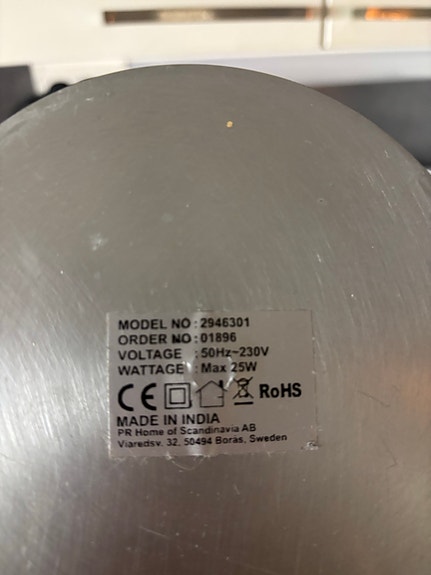 MODEL NO : 2946301
ORDER NO : 01896
VOLTAGE : 50Hz~230V
WATTAGE : Max 25W
CE RoHS
MADE IN INDIA
PR Home of Scandinavia AB
Viaredsv. 32, 50494 Boras, Sweden